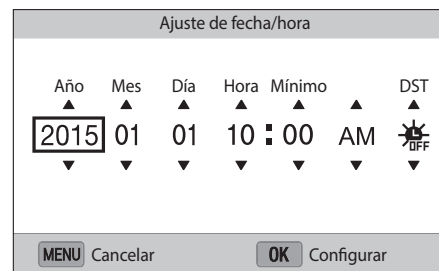 Ajuste de fecha/hora
Año Mes Día Hora Mínimo DST
2015 01 01 10:00 AM OFF
MENU Cancelar OK Configurar